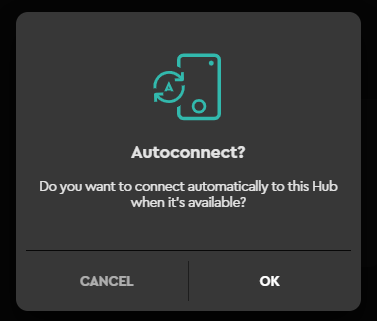 A
Autoconnect?
Do you want to connect automatically to this Hub
when it's available?
CANCEL
OK